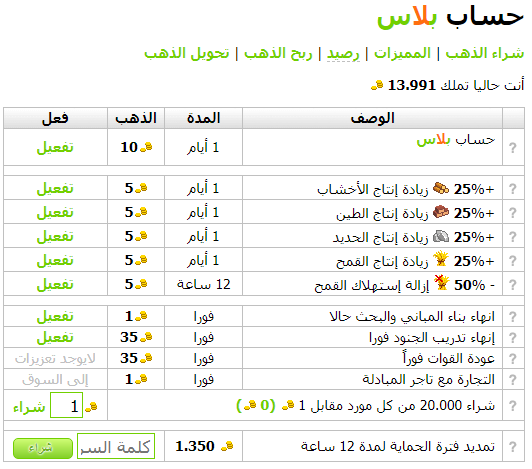 حساب بلاس
شراء الذهب | المميزات | رصيد | ربح الذهب | تحويل الذهب
أنت حاليا تملك 13.991
الوصف المدة الذهب فعل
? حساب بلاس 1 أيام 10 تفعيل
? +25% زيادة إنتاج الأخشاب 1 أيام 5 تفعيل
? +25% زيادة إنتاج الطين 1 أيام 5 تفعيل
? +25% زيادة إنتاج الحديد 1 أيام 5 تفعيل
? +25% زيادة إنتاج القمح 1 أيام 5 تفعيل
? - 50% إزالة إستهلاك القمح 12 ساعة 5 تفعيل
? انهاء بناء المباني والبحث حالا فورا 1 تفعيل
? إنهاء تدريب الجنود فورا فورا 35 تفعيل
? عودة القوات فوراً فورا 35 لايوجد تعزيزات
? التجارة مع تاجر المبادلة فورا 1 إلى السوق
? شراء 20.000 من كل مورد مقابل 1 (0) 1 شراء
? تمديد فترة الحماية لمدة 12 ساعة 1.350 كلمة السر شراء